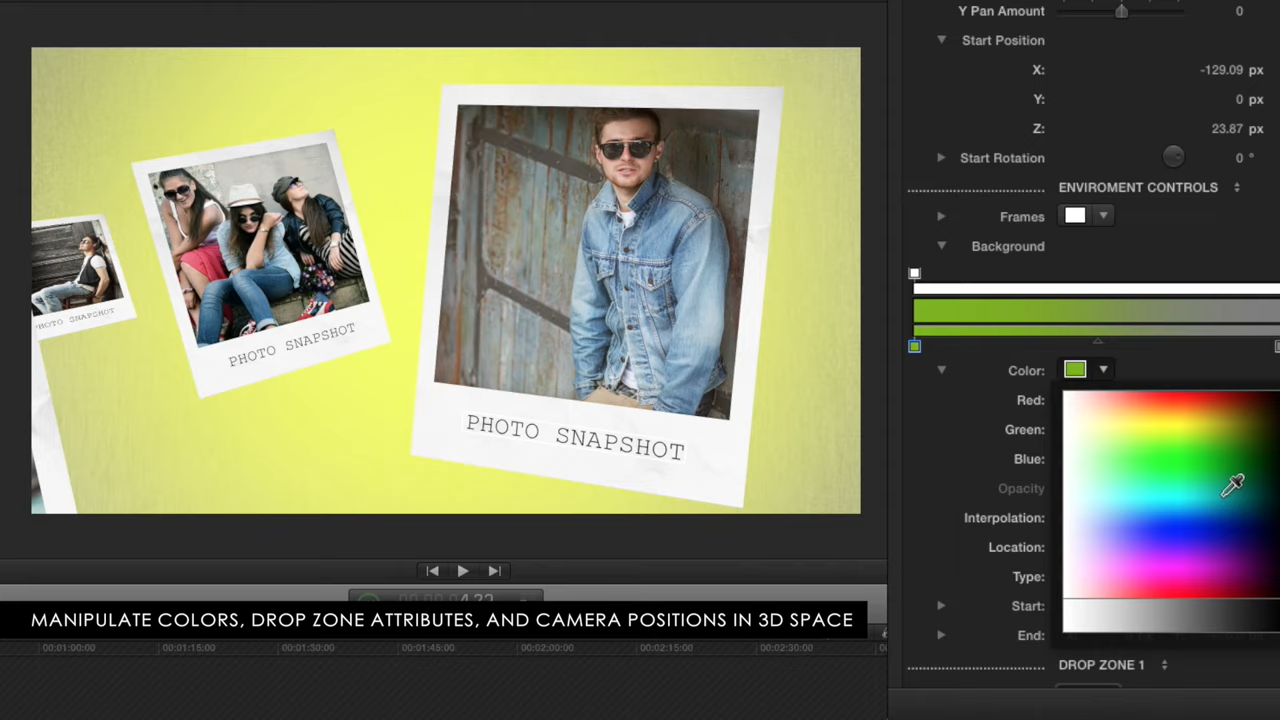 Y Pan Amount 0
Start Position
X: -129.09 px
Y: 0 px
Z: 23.87 px
Start Rotation 0 °
ENVIROMENT CONTROLS
Frames
Background
Color:
Red:
Green:
Blue:
Opacity
Interpolation:
Location:
Type:
Start:
End:
DROP ZONE 1
PHOTO SNAPSHOT
PHOTO SNAPSHOT
PHOTO SNAPSHOT
MANIPULATE COLORS, DROP ZONE ATTRIBUTES, AND CAMERA POSITIONS IN 3D SPACE
00:01:00:00 00:01:15:00 00:01:30:00 00:01:45:00 00:02:00:00 00:02:15:00 00:02:30:00